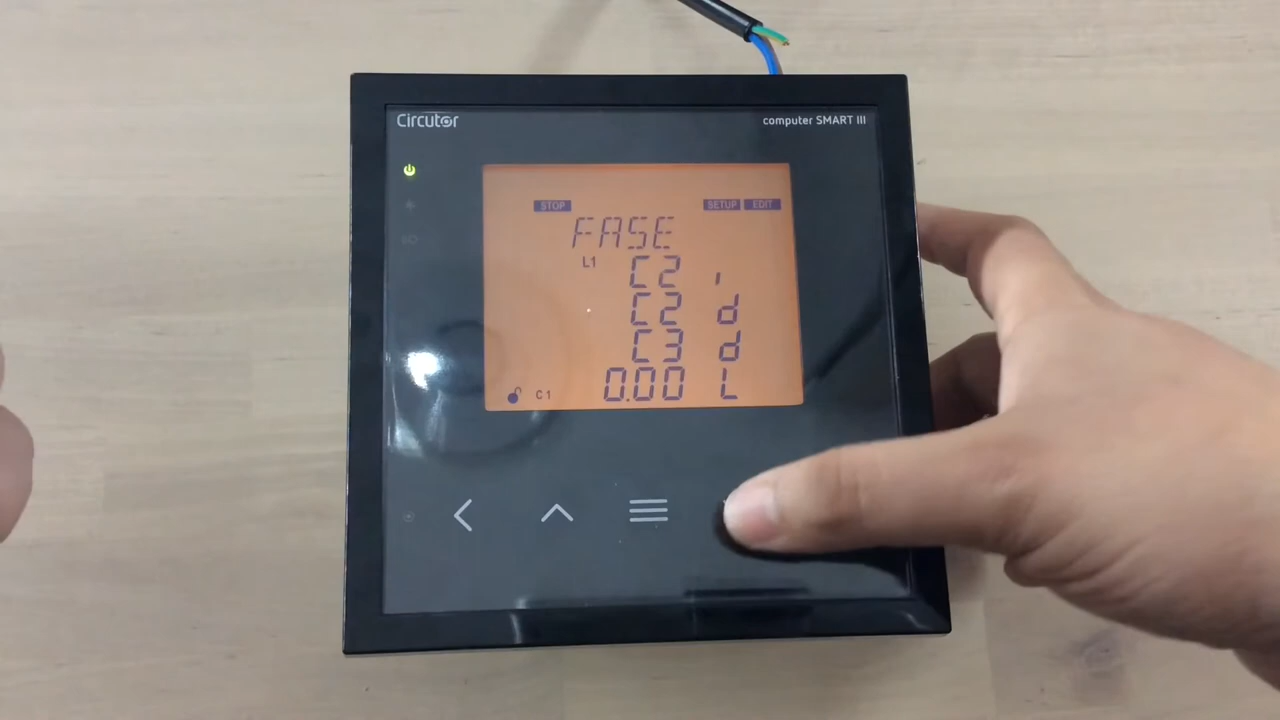 Circutor
computer SMART III
STOP SETUP EDIT
FASE
L1 C2 ,
C2 d
C3 d
C1 0.00 L